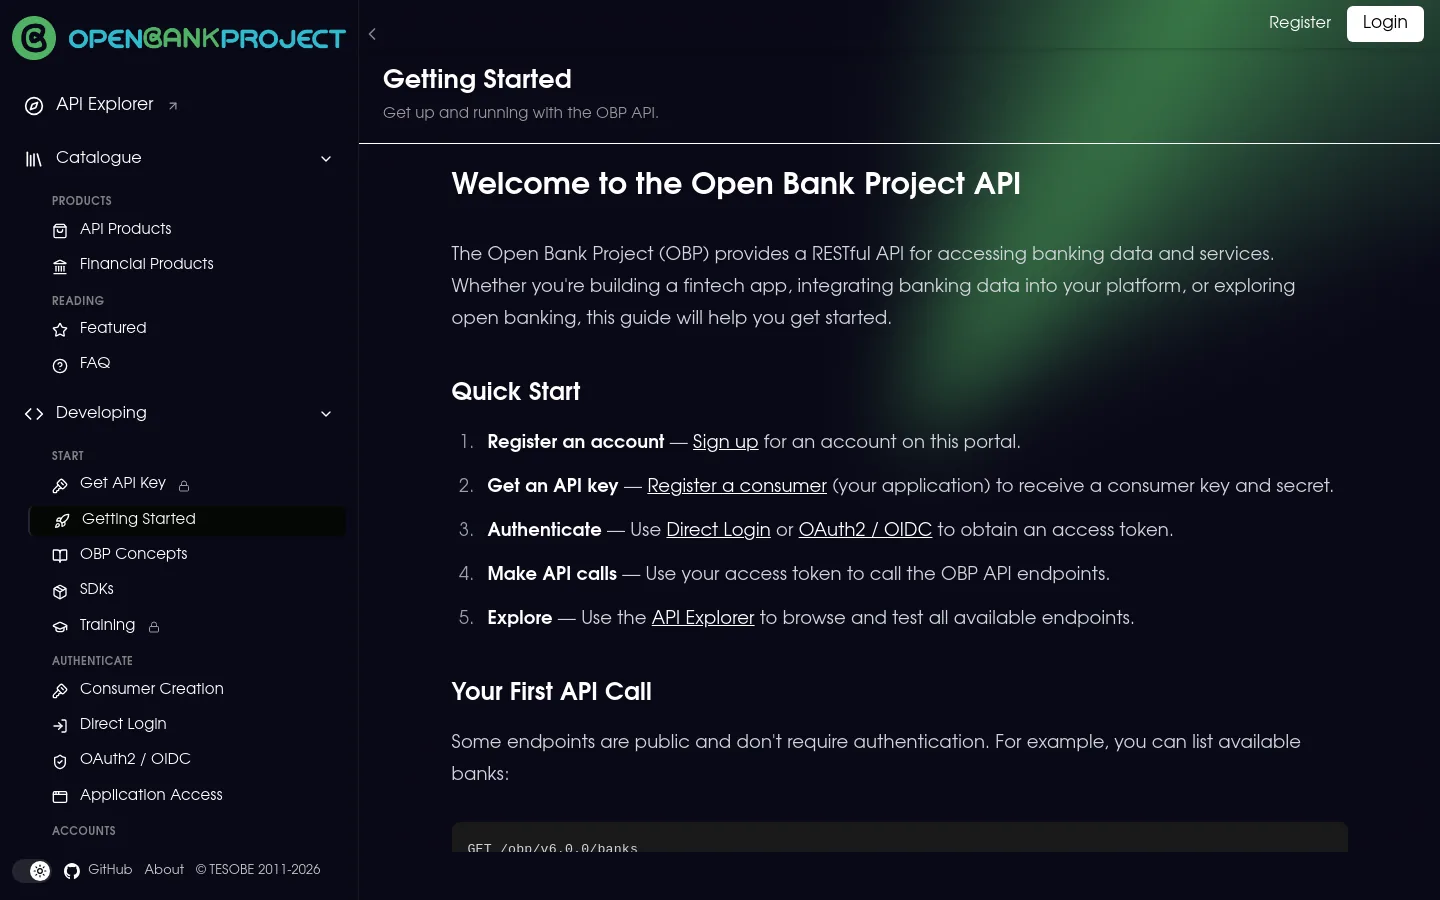 OPENBANKPROJECT
Register
Login
API Explorer
Catalogue
PRODUCTS
API Products
Financial Products
READING
Featured
FAQ
Developing
START
Get API Key
Getting Started
OBP Concepts
SDKs
Training
AUTHENTICATE
Consumer Creation
Direct Login
OAuth2 / OIDC
Application Access
ACCOUNTS
GitHub About © TESOBE 2011-2026
Getting Started
Get up and running with the OBP API.
Welcome to the Open Bank Project API
The Open Bank Project (OBP) provides a RESTful API for accessing banking data and services.
Whether you're building a fintech app, integrating banking data into your platform, or exploring
open banking, this guide will help you get started.
Quick Start
1. Register an account — Sign up for an account on this portal.
2. Get an API key — Register a consumer (your application) to receive a consumer key and secret.
3. Authenticate — Use Direct Login or OAuth2 / OIDC to obtain an access token.
4. Make API calls — Use your access token to call the OBP API endpoints.
5. Explore — Use the API Explorer to browse and test all available endpoints.
Your First API Call
Some endpoints are public and don't require authentication. For example, you can list available
banks:
GET /obp/v6.0.0/banks